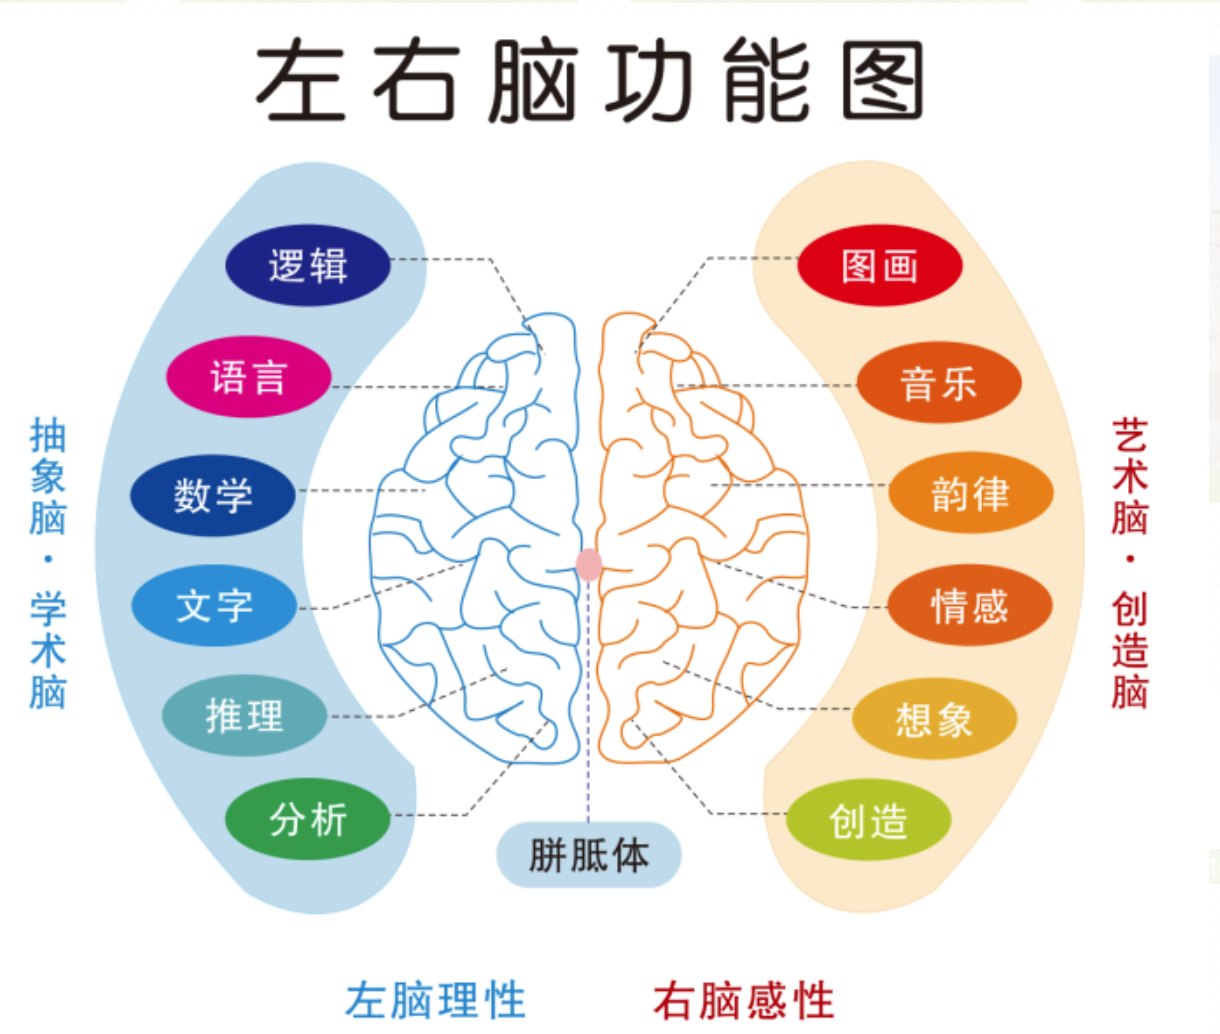 左右脑功能图
逻辑
语言
数学
文字
推理
分析
抽象脑·学术脑
图画
音乐
韵律
情感
想象
创造
艺术脑·创造脑
胼胝体
左脑理性
右脑感性